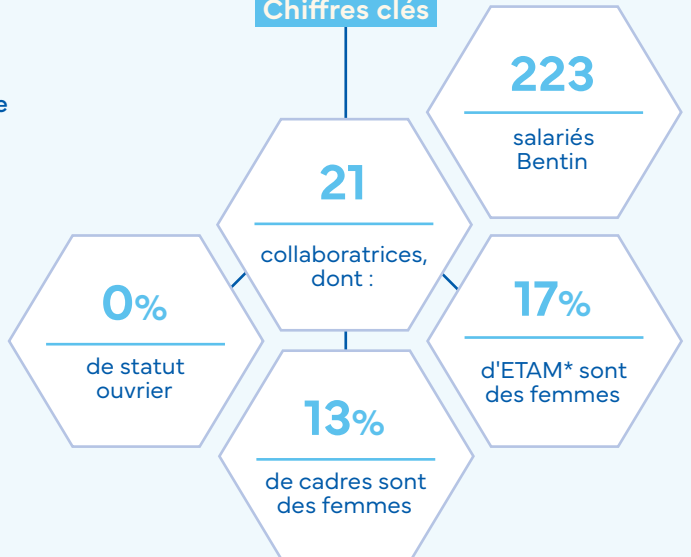 Chiffres clés
e
223
salariés
Bentin
21
collaboratrices,
dont :
0%
de statut
ouvrier
17%
d'ETAM* sont
des femmes
13%
de cadres sont
des femmes